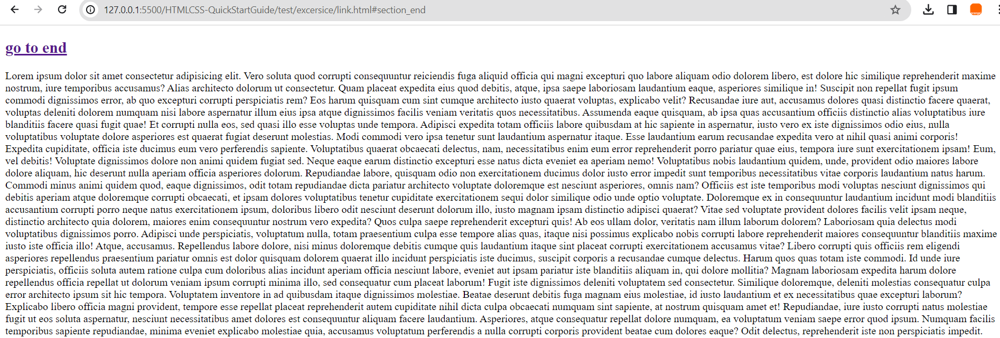 127.0.0.1:5500/HTMLCSS-QuickStartGuide/test/excersice/link.html#section_end
orange
go to end
Lorem ipsum dolor sit amet consectetur adipisicing elit. Vero soluta quod corrupti consequuntur reiciendis fuga aliquid officia qui magni excepturi quo labore aliquam odio dolorem libero, est dolore hic similique reprehenderit maxime
nostrum, iure temporibus accusamus? Alias architecto dolorum ut consectetur. Quam placeat expedita eius quod debitis, atque, ipsa saepe laboriosam laudantium eaque, asperiores similique in! Suscipit non repellat fugit ipsum
commodi dignissimos error, ab quo excepturi corrupti perspiciatis rem? Eos harum quisquam cum sint cumque architecto iusto quaerat voluptas, explicabo velit? Recusandae iure aut, accusamus dolores quasi distinctio facere quaerat,
voluptas deleniti dolorem numquam nisi labore aspernatur illum eius ipsa atque dignissimos facilis veniam veritatis quos necessitatibus. Assumenda eaque quisquam, ab ipsa quas accusantium officiis distinctio alias voluptatibus iure
blanditiis facere quasi fugit quae! Et corrupti nulla eos, sed quasi illo esse voluptas unde tempora. Adipisci expedita totam officiis labore quibusdam at hic sapiente in aspernatur, iusto vero ex iste dignissimos odio eius, nulla
voluptatibus voluptate dolore asperiores est quaerat fugiat deserunt molestias. Modi commodi vero ipsa tenetur sunt laudantium aspernatur itaque. Esse laudantium earum recusandae expedita vero at nihil quasi animi corporis!
Expedita cupiditate, officia iste ducimus eum vero perferendis sapiente. Voluptatibus quaerat obcaecati delectus, nam, necessitatibus enim eum error reprehenderit porro pariatur quae eius, tempora iure sunt exercitationem ipsam! Eum,
vel debitis! Voluptate dignissimos dolore non animi quidem fugiat sed. Neque eaque earum distinctio excepturi esse natus dicta eveniet ea aperiam nemo! Voluptatibus nobis laudantium quidem, unde, provident odio maiores labore
dolore aliquam, hic deserunt nulla aperiam officia asperiores dolorum. Repudiandae labore, quisquam odio non exercitationem ducimus dolor iusto error impedit sunt temporibus necessitatibus vitae corporis laudantium natus harum.
Commodi minus animi quidem quod, eaque dignissimos, odit totam repudiandae dicta pariatur architecto voluptate doloremque est nesciunt asperiores, omnis nam? Officiis est iste temporibus modi voluptas nesciunt dignissimos qui
debitis aperiam atque doloremque corrupti obcaecati, et ipsam dolores voluptatibus tenetur cupiditate exercitationem sequi dolor similique odio unde optio voluptate. Doloremque ex in consequuntur laudantium incidunt modi blanditiis
accusantium corrupti porro neque natus exercitationem ipsum, doloribus libero odit nesciunt deserunt dolorum illo, iusto magnam ipsam distinctio adipisci quaerat? Vitae sed voluptate provident dolores facilis velit ipsam neque,
distinctio architecto quia dolorem, maiores enim consequuntur nostrum vero expedita? Quos culpa saepe reprehenderit excepturi quis! Ab eos ullam dolor, veritatis nam illum laborum dolorem? Laboriosam quia delectus modi
voluptatibus dignissimos porro. Adipisci unde perspiciatis, voluptatum nulla, totam praesentium culpa esse tempore alias quas, itaque nisi possimus explicabo nobis corrupti labore reprehenderit maiores consequuntur blanditiis maxime
iusto iste officia illo! Atque, accusamus. Repellendus labore dolore, nisi minus doloremque debitis cumque quis laudantium itaque sint placeat corrupti exercitationem accusamus vitae? Libero corrupti quis officiis rem eligendi
asperiores repellendus praesentium pariatur omnis est dolor quisquam dolorem quaerat illo incidunt perspiciatis iste ducimus, suscipit corporis a recusandae cumque delectus. Harum quos quas totam iste commodi. Id unde iure
perspiciatis, officiis soluta autem ratione culpa cum doloribus alias incidunt aperiam officia nesciunt labore, eveniet aut ipsam pariatur iste blanditiis aliquam in, qui dolore mollitia? Magnam laboriosam expedita harum dolore
repellendus officia repellat ut dolorum veniam ipsum corrupti minima illo, sed consequatur cum placeat laborum! Fugit iste dignissimos deleniti voluptatem sed consectetur. Similique doloremque, deleniti molestias consequatur culpa
error architecto ipsum sit hic tempora. Voluptatem inventore in ad quibusdam itaque dignissimos molestiae. Beatae deserunt debitis fuga magnam eius molestiae, id iusto laudantium et ex necessitatibus quae excepturi laborum?
Explicabo libero officia magni provident, tempore esse repellat placeat reprehenderit autem cupiditate nihil dicta culpa obcaecati numquam sint sapiente, at nostrum quisquam amet et! Repudiandae, iure iusto corrupti natus molestiae
fugit ut eos soluta aspernatur, nesciunt necessitatibus amet dolores est consequuntur aliquam facere laudantium. Asperiores, atque consequatur repellat dolore numquam, ea voluptatum veniam saepe error quod ipsum. Numquam facilis
temporibus sapiente repudiandae, minima eveniet explicabo molestiae quia, accusamus voluptatum perferendis a nulla corrupti corporis provident beatae cum dolores eaque? Odit delectus, reprehenderit iste non perspiciatis impedit.